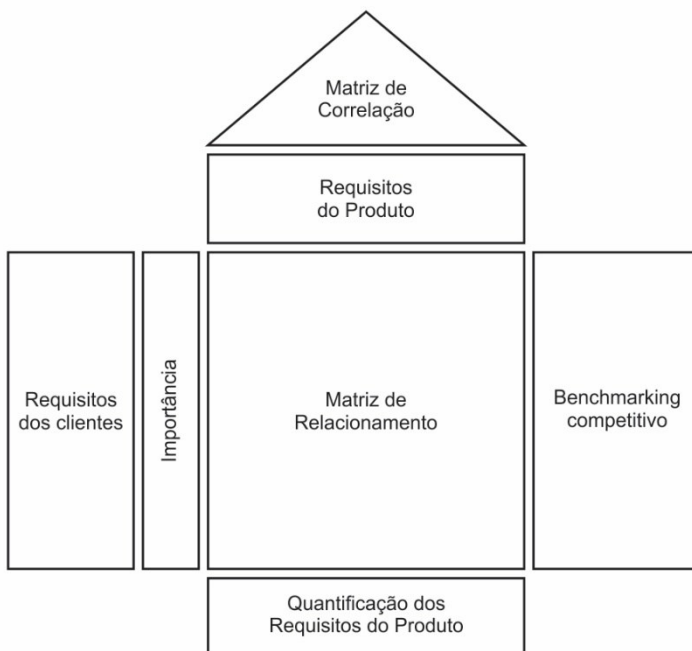 Matriz de
Correlação
Requisitos
do Produto
Requisitos
dos clientes
Importância
Matriz de
Relacionamento
Benchmarking
competitivo
Quantificação dos
Requisitos do Produto